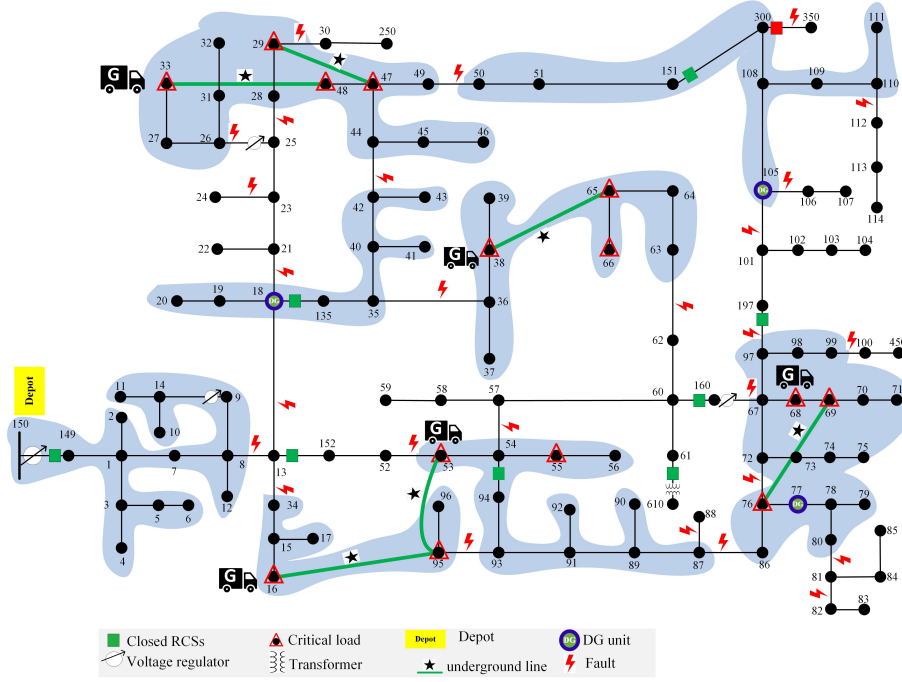 300 350 111
32 29 30 250
G 33 48 47 49 50 51 151 108 109 110
31 28
112
27 26 25 44 45 46
113
105
24 23 42 43 39 65 64 DG 106 107 114
22 21 40 41 G 38 66 63 101 102 103 104
20 19 18 DG 135 35 36 197
62
37 97 98 99 100 450
Depot 11 14 9 59 58 57 60 160 67 G 68 69 70 71
2 10
150 149 1 7 8 13 152 52 G 53 54 55 56 61 72 73 74 75
3 5 6 12 34 96 94 92 90 88 610 76 77 DG 78 79
4 15 17 95 93 91 89 87 86 80 85
G 16 81 84
82 83
Closed RCSs Critical load Depot Depot DG DG unit
Voltage regulator Transformer underground line Fault